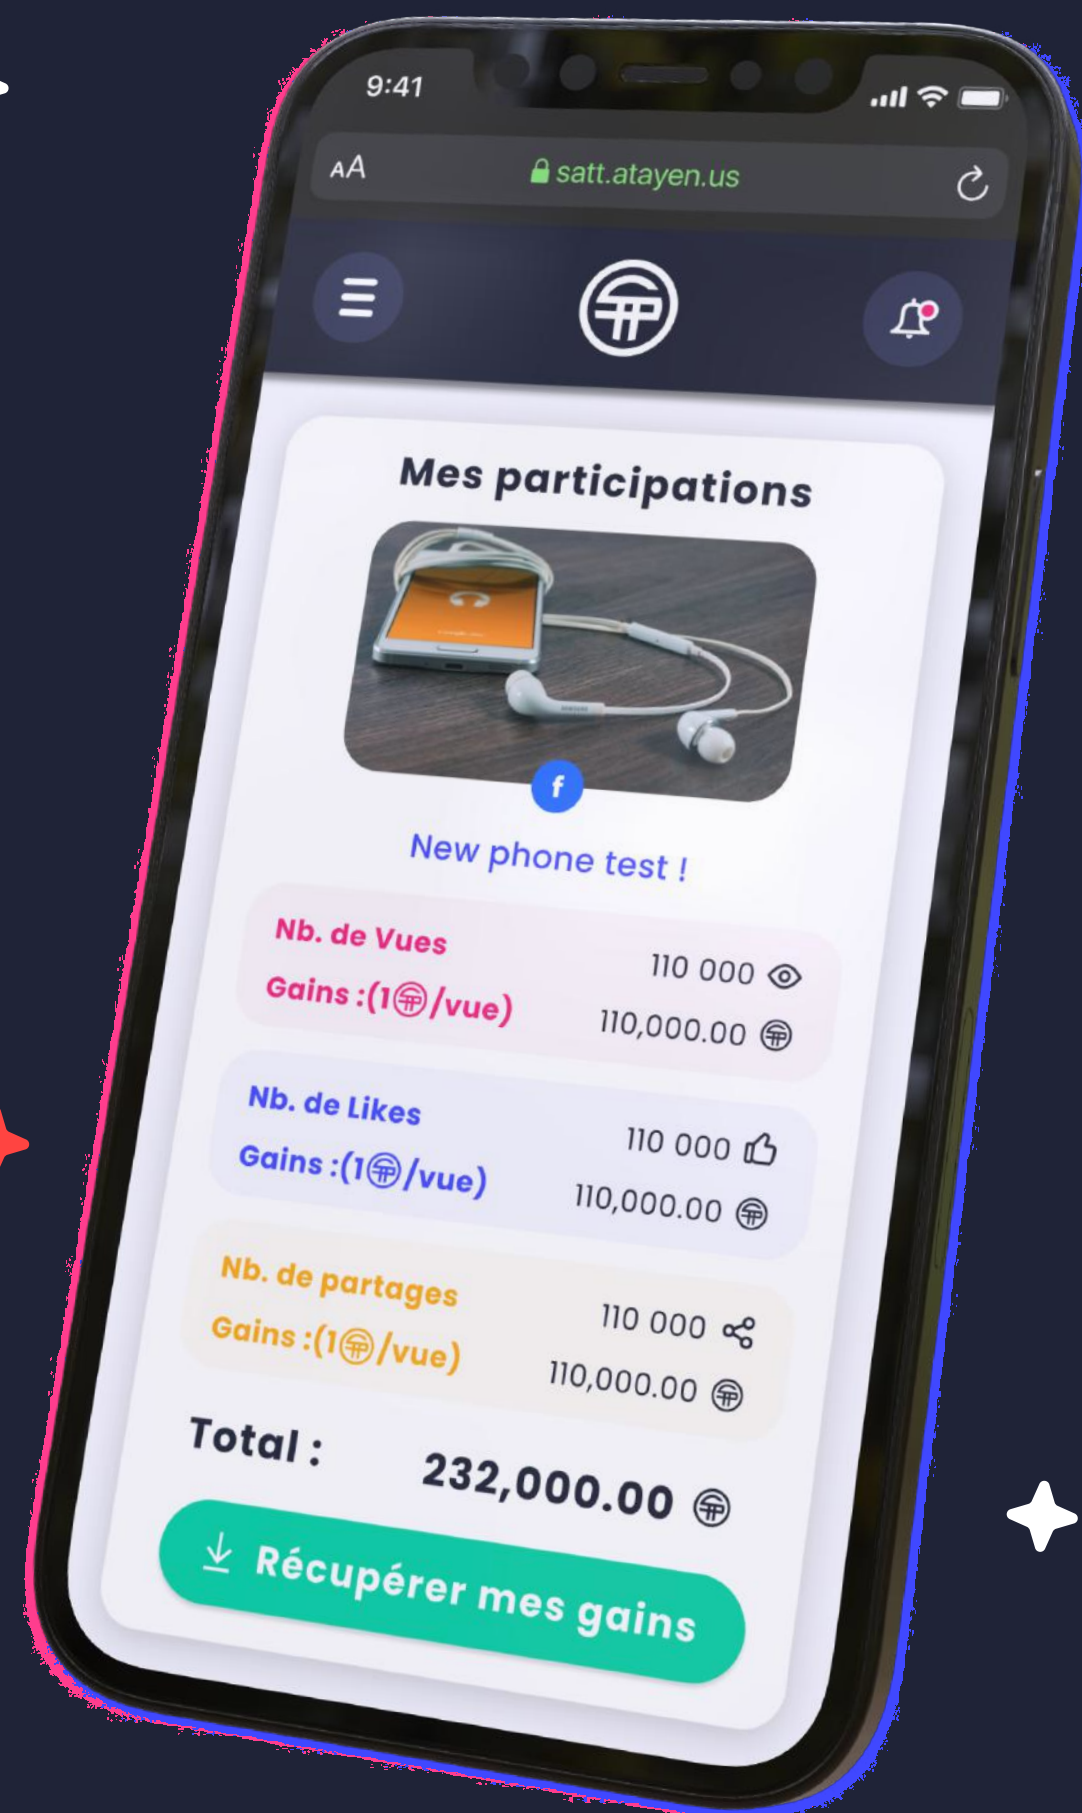 9:41
AA
satt.atayen.us
Mes participations
f
New phone test !
Nb. de Vues 110 000
Gains :(1/vue) 110,000.00
Nb. de Likes 110 000
Gains :(1/vue) 110,000.00
Nb. de partages 110 000
Gains :(1/vue) 110,000.00
Total : 232,000.00
Récupérer mes gains